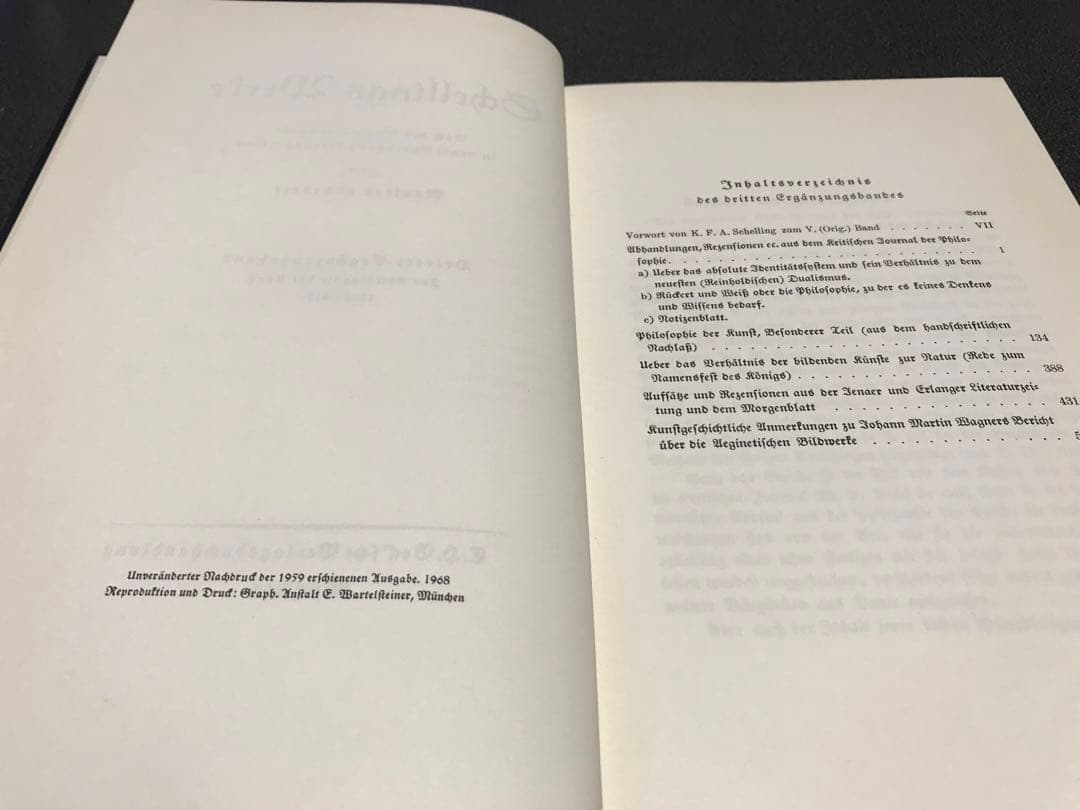 Unveränderter Nachdruck der 1959 erschienenen Ausgabe. 1968
Reproduktion und Druck: Graph. Anstalt E. Wartelsteiner, München
Inhaltsverzeichnis
des dritten Ergänzungsbandes
Seite
Vorwort von K. F. A. Schelling zum V. (Orig.) Band . . . . . . . VII
Abhandlungen, Rezensionen ec. aus dem Kritischen Journal der Philo-
sophie . . . . . . . . . . . . . . . . . . . . . . 1
a) Ueber das absolute Identitätssystem und sein Verhältnis zu dem
neuesten (Reinholdischen) Dualismus.
b) Rückert und Weiß oder die Philosophie, zu der es keines Denkens
und Wissens bedarf.
c) Notizenblatt.
Philosophie der Kunst, Besonderer Teil (aus dem handschriftlichen
Nachlaß) . . . . . . . . . . . . . . . . . . . . 134
Ueber das Verhältnis der bildenden Künste zur Natur (Rede zum
Namensfest des Königs) . . . . . . . . . . . . . . . 388
Aufsätze und Rezensionen aus der Jenaer und Erlanger Literaturzei-
tung und dem Morgenblatt . . . . . . . . . . . . . 431
Kunstgeschichtliche Anmerkungen zu Johann Martin Wagners Bericht
über die Aeginetischen Bildwerke . . . . . . . . . . .